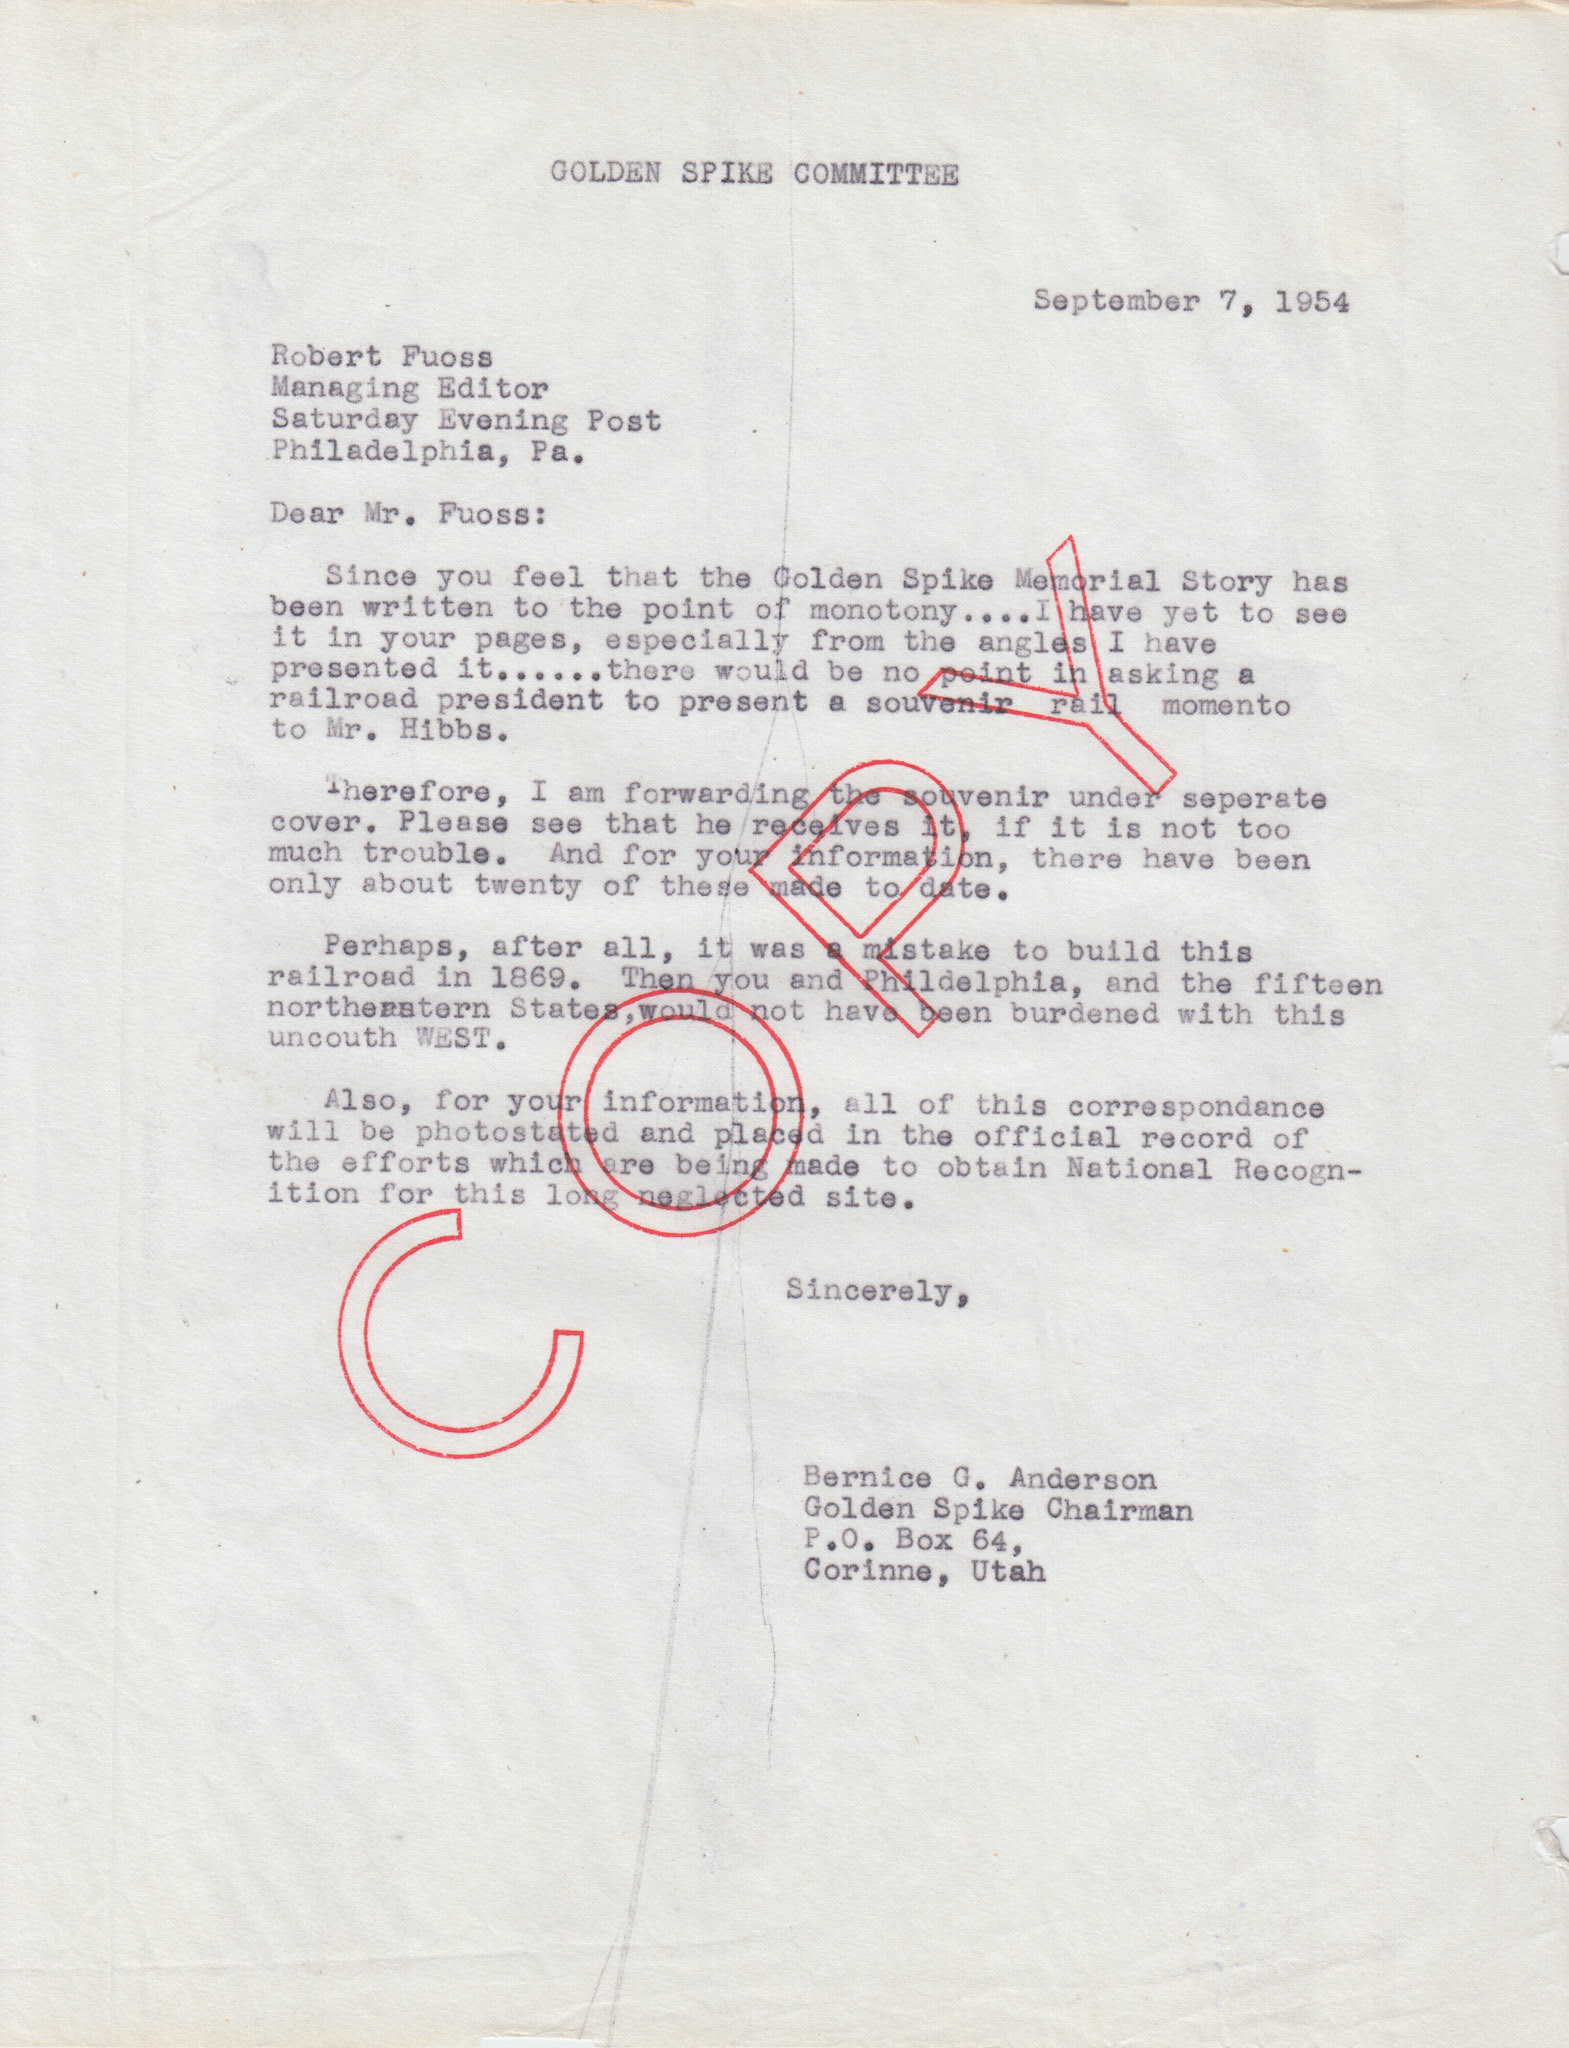 GOLDEN SPIKE COMMITTEE
September 7, 1954
Robert Fuoss
Managing Editor
Saturday Evening Post
Philadelphia, Pa.
Dear Mr. Fuoss:
Since you feel that the Golden Spike Memorial Story has
been written to the point of monotony....I have yet to see
it in your pages, especially from the angles I have
presented it......there would be no point in asking a
railroad president to present a souvenir rail momento
to Mr. Hibbs.
Therefore, I am forwarding the souvenir under seperate
cover. Please see that he receives it, if it is not too
much trouble. And for your information, there have been
only about twenty of these made to date.
Perhaps, after all, it was a mistake to build this
railroad in 1869. Then you and Phildelphia, and the fifteen
northeastern States,would not have been burdened with this
uncouth WEST.
Also, for your information, all of this correspondance
will be photostated and placed in the official record of
the efforts which are being made to obtain National Recogn-
ition for this long neglected site.
Sincerely,
Bernice G. Anderson
Golden Spike Chairman
P.O. Box 64,
Corinne, Utah
COPY